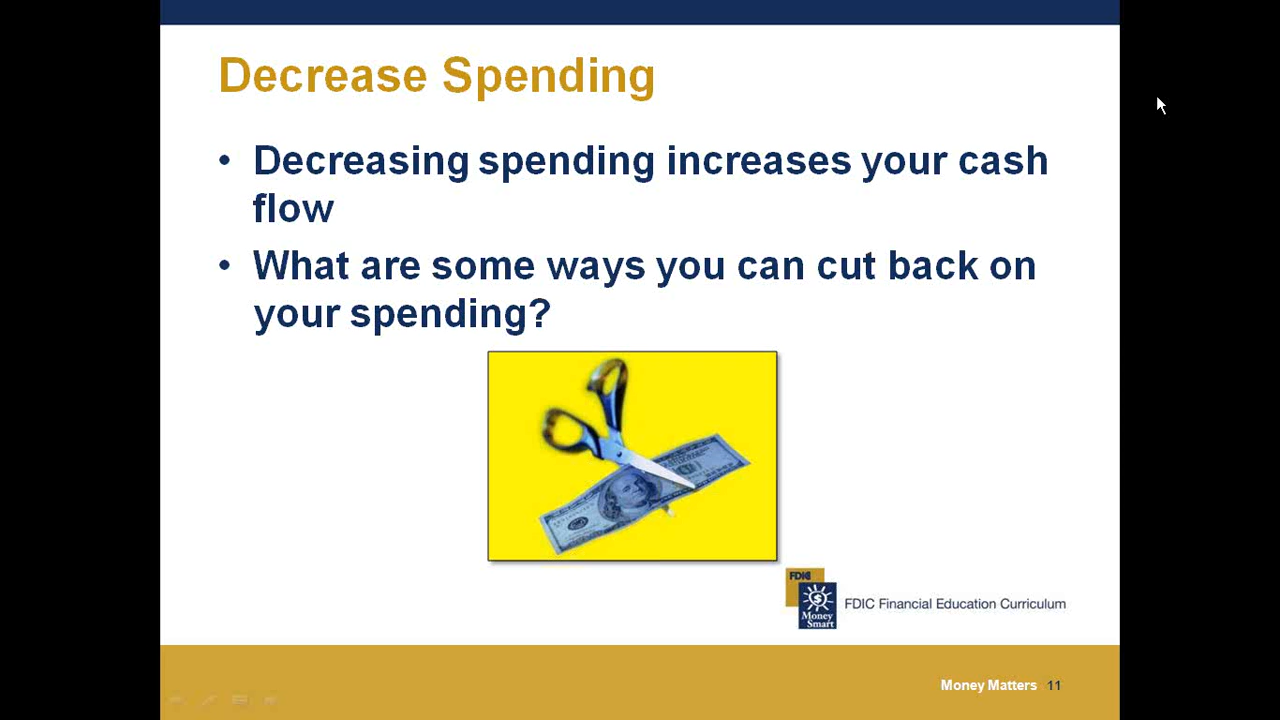 Decrease Spending
• Decreasing spending increases your cash
flow
• What are some ways you can cut back on
your spending?
FDIC
Money
Smart
FDIC Financial Education Curriculum
Money Matters 11